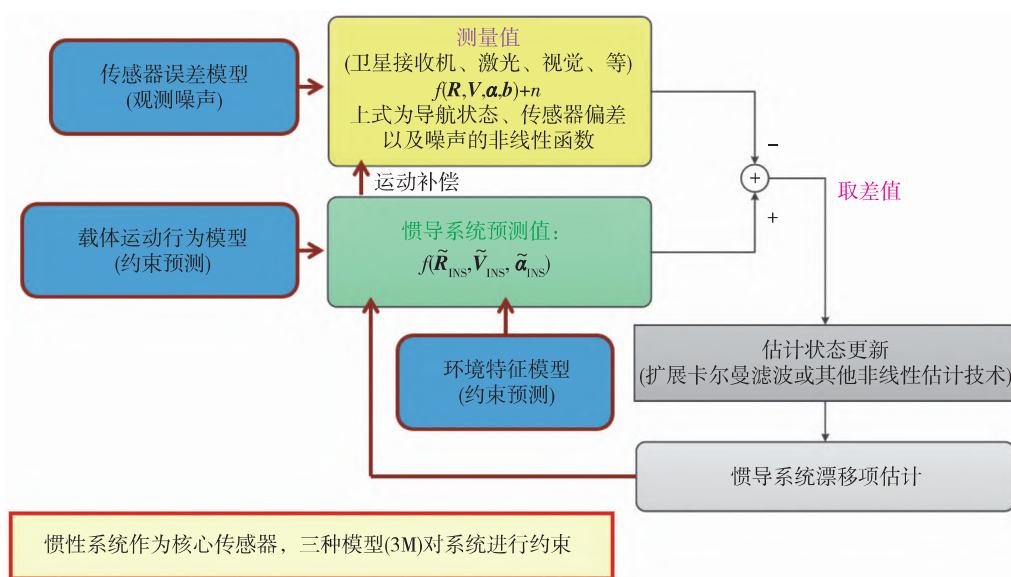 传感器误差模型
(观测噪声)
测量值
(卫星接收机、激光、视觉、等)
f(R,V,α,b)+n
上式为导航状态、传感器偏差
以及噪声的非线性函数
运动补偿
载体运动行为模型
(约束预测)
惯导系统预测值:
f(R̃INS,ṼINS, α̃INS)
环境特征模型
(约束预测)
−
+
+
取差值
估计状态更新
(扩展卡尔曼滤波或其他非线性估计技术)
惯导系统漂移项估计
惯性系统作为核心传感器, 三种模型(3M)对系统进行约束